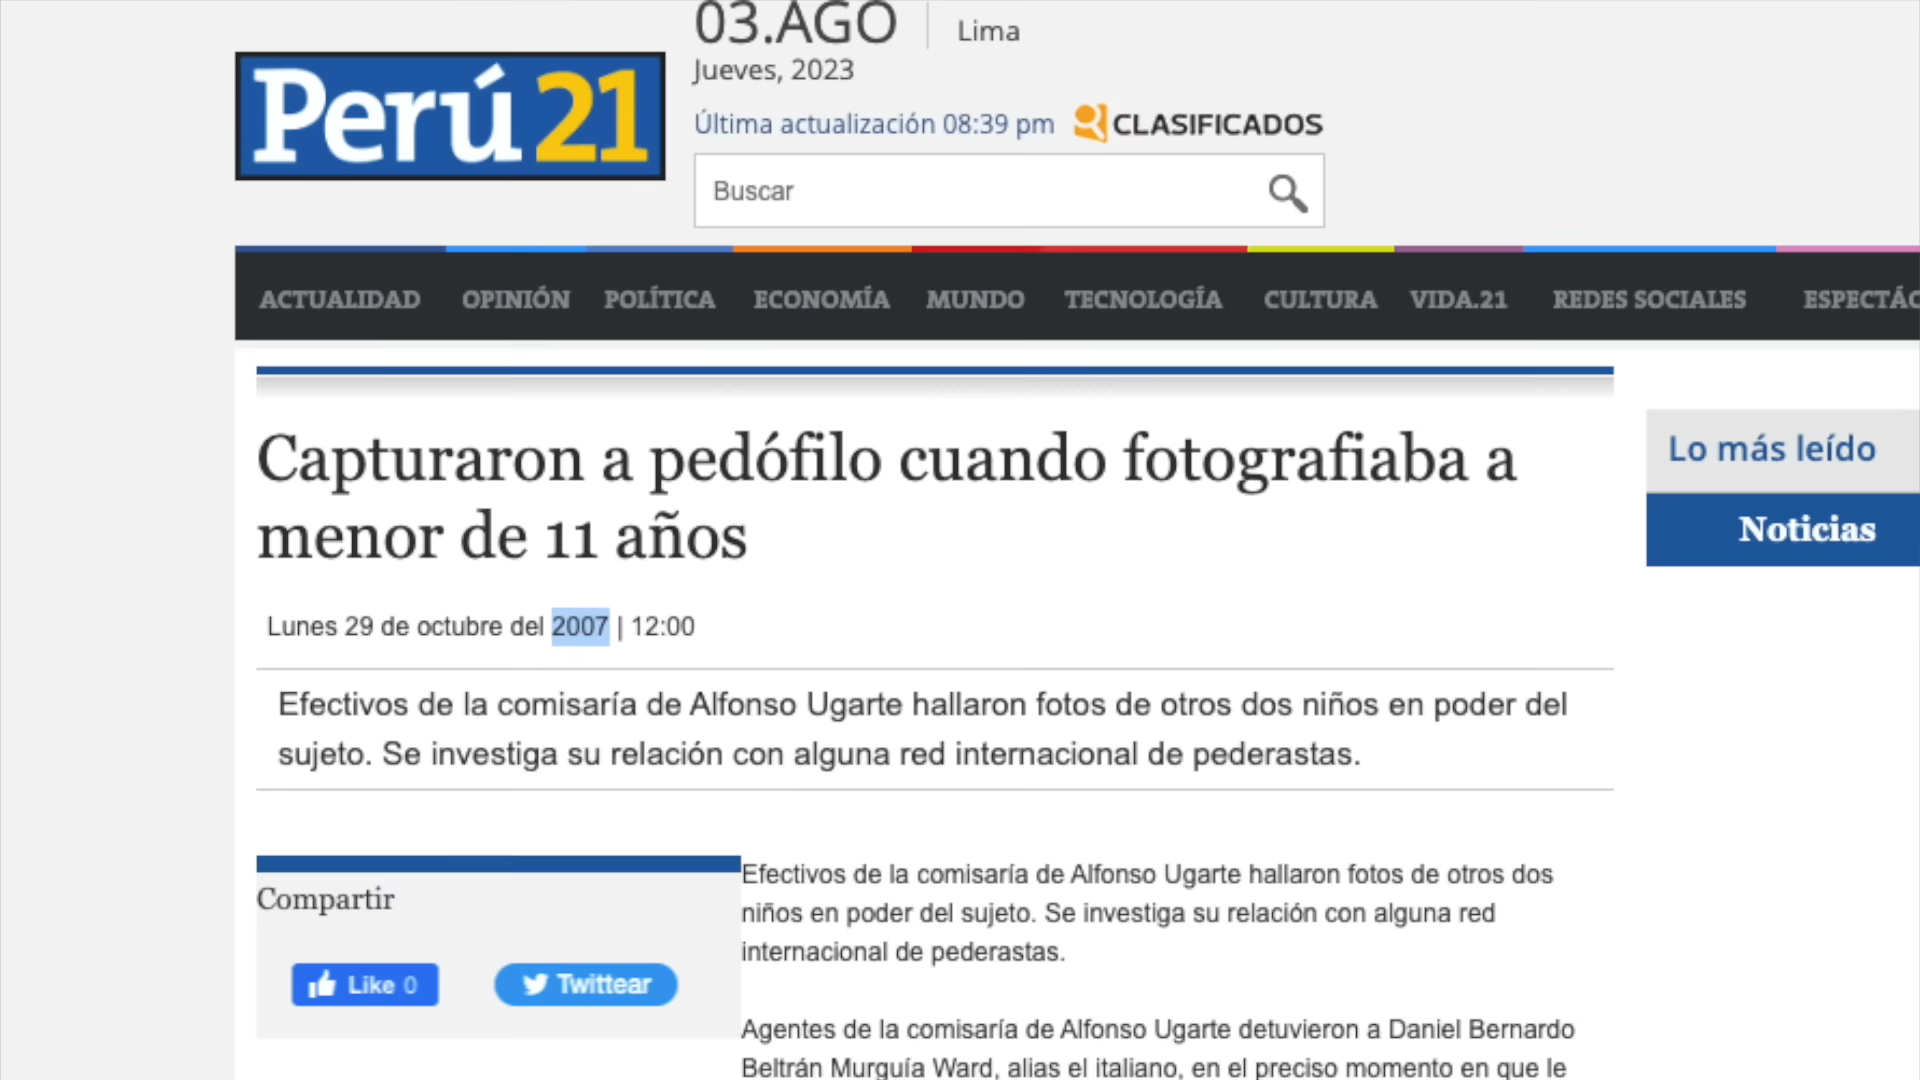 03.AGO
Lima
Jueves, 2023
Perú21
Última actualización 08:39 pm
CLASIFICADOS
Buscar
ACTUALIDAD OPINIÓN POLÍTICA ECONOMÍA MUNDO TECNOLOGÍA CULTURA VIDA.21 REDES SOCIALES ESPECTÁC
Capturaron a pedófilo cuando fotografiaba a
menor de 11 años
Lunes 29 de octubre del 2007 | 12:00
Efectivos de la comisaría de Alfonso Ugarte hallaron fotos de otros dos niños en poder del
sujeto. Se investiga su relación con alguna red internacional de pederastas.
Lo más leído
Noticias
Compartir
Like 0
Twittear
Efectivos de la comisaría de Alfonso Ugarte hallaron fotos de otros dos
niños en poder del sujeto. Se investiga su relación con alguna red
internacional de pederastas.
Agentes de la comisaría de Alfonso Ugarte detuvieron a Daniel Bernardo
Beltrán Murguía Ward, alias el italiano, en el preciso momento en que le